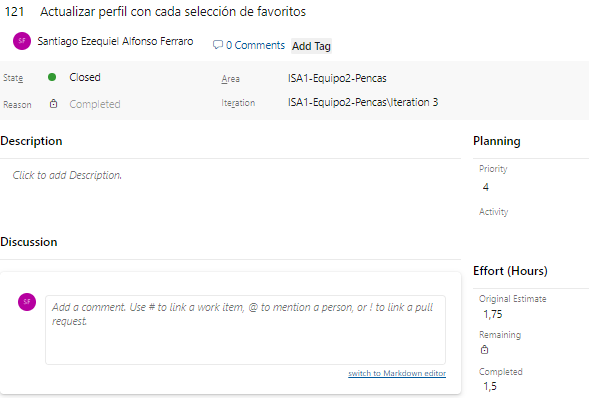 121 Actualizar perfil con cada selección de favoritos
SF Santiago Ezequiel Alfonso Ferraro 0 Comments Add Tag
State Closed Area ISA1-Equipo2-Pencas
Reason Completed Iteration ISA1-Equipo2-Pencas\Iteration 3
Description
Click to add Description.
Discussion
SF Add a comment. Use # to link a work item, @ to mention a person, or ! to link a pull
request.
switch to Markdown editor
Planning
Priority
4
Activity
Effort (Hours)
Original Estimate
1,75
Remaining
Completed
1,5